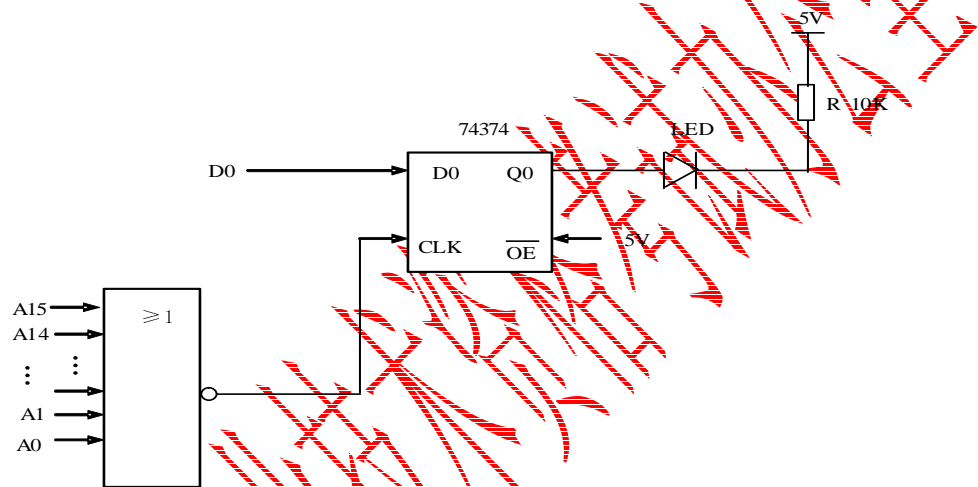 5V
R 10K
74374
LED
D0
D0
Q0
CLK
OE
5V
A15
≥1
A14
...
...
A1
A0